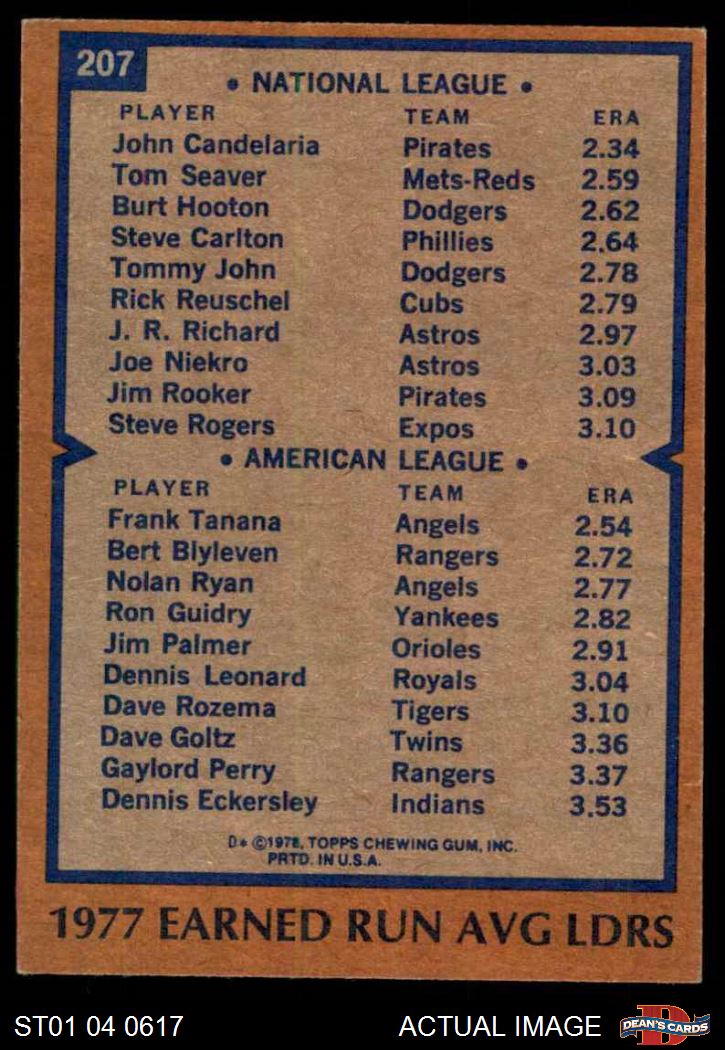 207
• NATIONAL LEAGUE •
PLAYER TEAM ERA
John Candelaria Pirates 2.34
Tom Seaver Mets-Reds 2.59
Burt Hooton Dodgers 2.62
Steve Carlton Phillies 2.64
Tommy John Dodgers 2.78
Rick Reuschel Cubs 2.79
J. R. Richard Astros 2.97
Joe Niekro Astros 3.03
Jim Rooker Pirates 3.09
Steve Rogers Expos 3.10
• AMERICAN LEAGUE •
PLAYER TEAM ERA
Frank Tanana Angels 2.54
Bert Blyleven Rangers 2.72
Nolan Ryan Angels 2.77
Ron Guidry Yankees 2.82
Jim Palmer Orioles 2.91
Dennis Leonard Royals 3.04
Dave Rozema Tigers 3.10
Dave Goltz Twins 3.36
Gaylord Perry Rangers 3.37
Dennis Eckersley Indians 3.53
D* ©1978, TOPPS CHEWING GUM, INC.
PRTD. IN U.S.A.
1977 EARNED RUN AVG LDRS
ST01 04 0617 ACTUAL IMAGE D DEAN'S CARDS